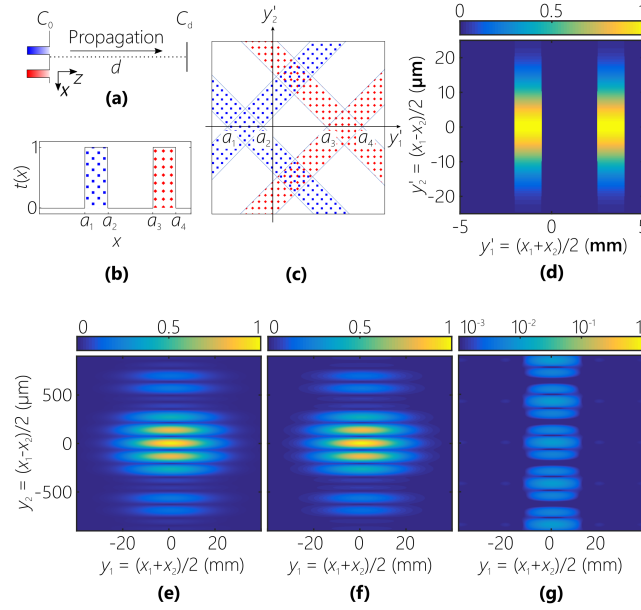 C₀
C_d
Propagation
d
z
x
(a)
t(x)
1
0
a₁ a₂ a₃ a₄
x
(b)
y₂'
a₁ a₂ a₃ a₄ y₁'
(c)
0 0.5 1
y₂' = (x₁-x₂)/2 (µm)
20
10
0
-10
-20
-5 0 5
y₁' = (x₁+x₂)/2 (mm)
(d)
0 0.5 1
y₂ = (x₁-x₂)/2 (µm)
500
0
-500
-20 0 20
y₁ = (x₁+x₂)/2 (mm)
(e)
0 0.5 1
-20 0 20
y₁ = (x₁+x₂)/2 (mm)
(f)
10⁻³ 10⁻² 10⁻¹ 1
-20 0 20
y₁ = (x₁+x₂)/2 (mm)
(g)